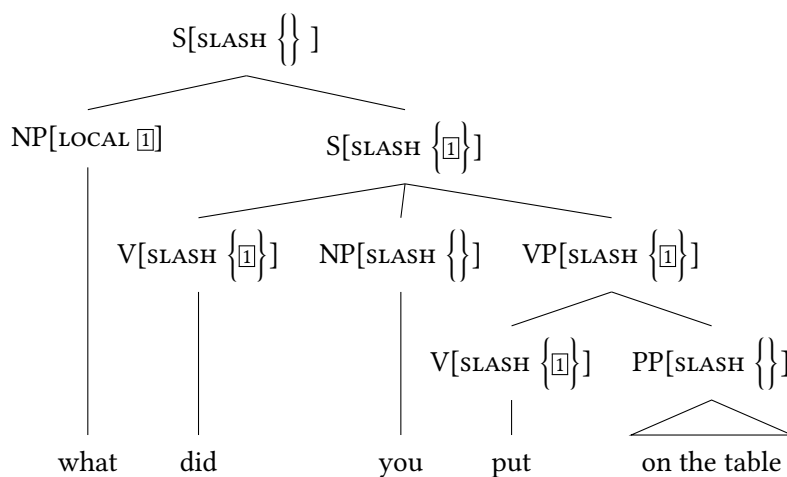 S[SLASH {} ]
NP[LOCAL 1]
S[SLASH {1}]
V[SLASH {1}] NP[SLASH {}] VP[SLASH {1}]
V[SLASH {1}] PP[SLASH {}]
what did you put on the table